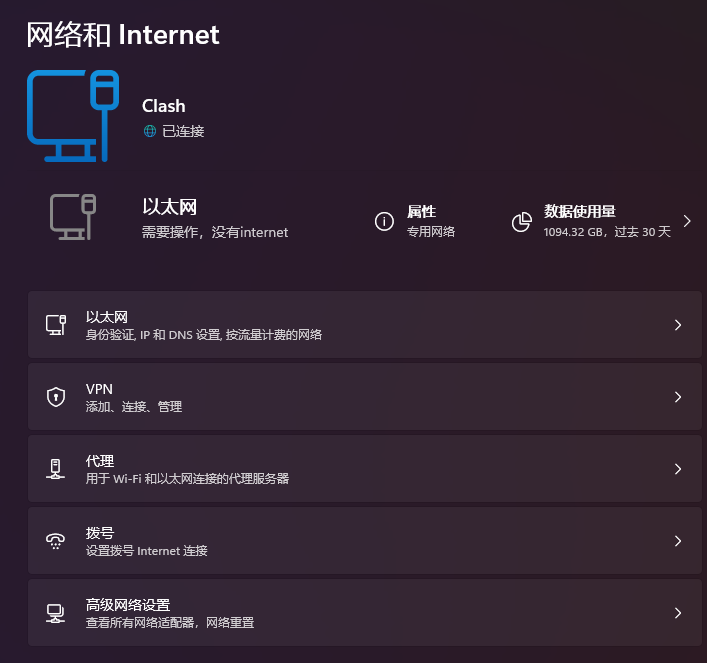 网络和 Internet
Clash
已连接
以太网
需要操作，没有internet
属性
专用网络
数据使用量
1094.32 GB，过去 30 天
以太网
身份验证, IP 和 DNS 设置, 按流量计费的网络
VPN
添加、连接、管理
代理
用于 Wi-Fi 和以太网连接的代理服务器
拨号
设置拨号 Internet 连接
高级网络设置
查看所有网络适配器，网络重置